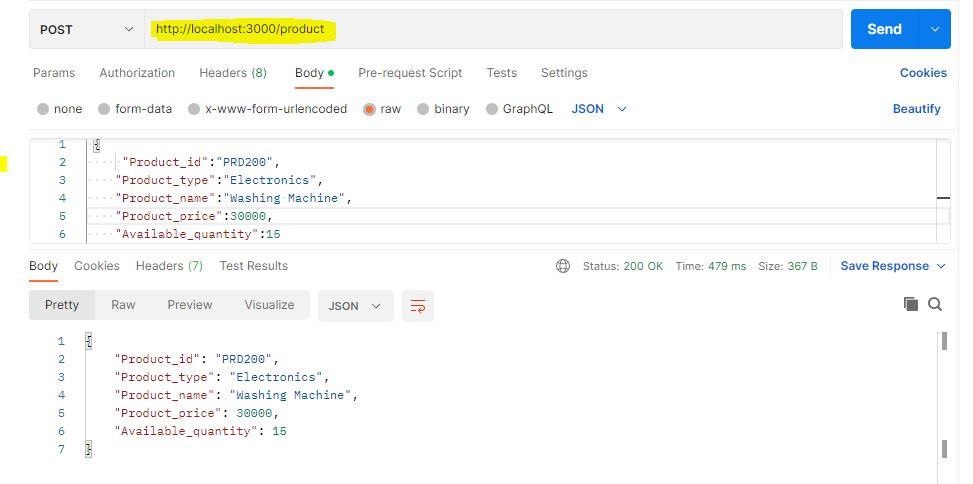 POST http://localhost:3000/product Send
Params Authorization Headers (8) Body Pre-request Script Tests Settings Cookies
none form-data x-www-form-urlencoded raw binary GraphQL JSON Beautify
1 {
2 "Product_id":"PRD200",
3 "Product_type":"Electronics",
4 "Product_name":"Washing Machine",
5 "Product_price":30000,
6 "Available_quantity":15
Body Cookies Headers (7) Test Results Status: 200 OK Time: 479 ms Size: 367 B Save Response
Pretty Raw Preview Visualize JSON
1 {
2 "Product_id": "PRD200",
3 "Product_type": "Electronics",
4 "Product_name": "Washing Machine",
5 "Product_price": 30000,
6 "Available_quantity": 15
7 }